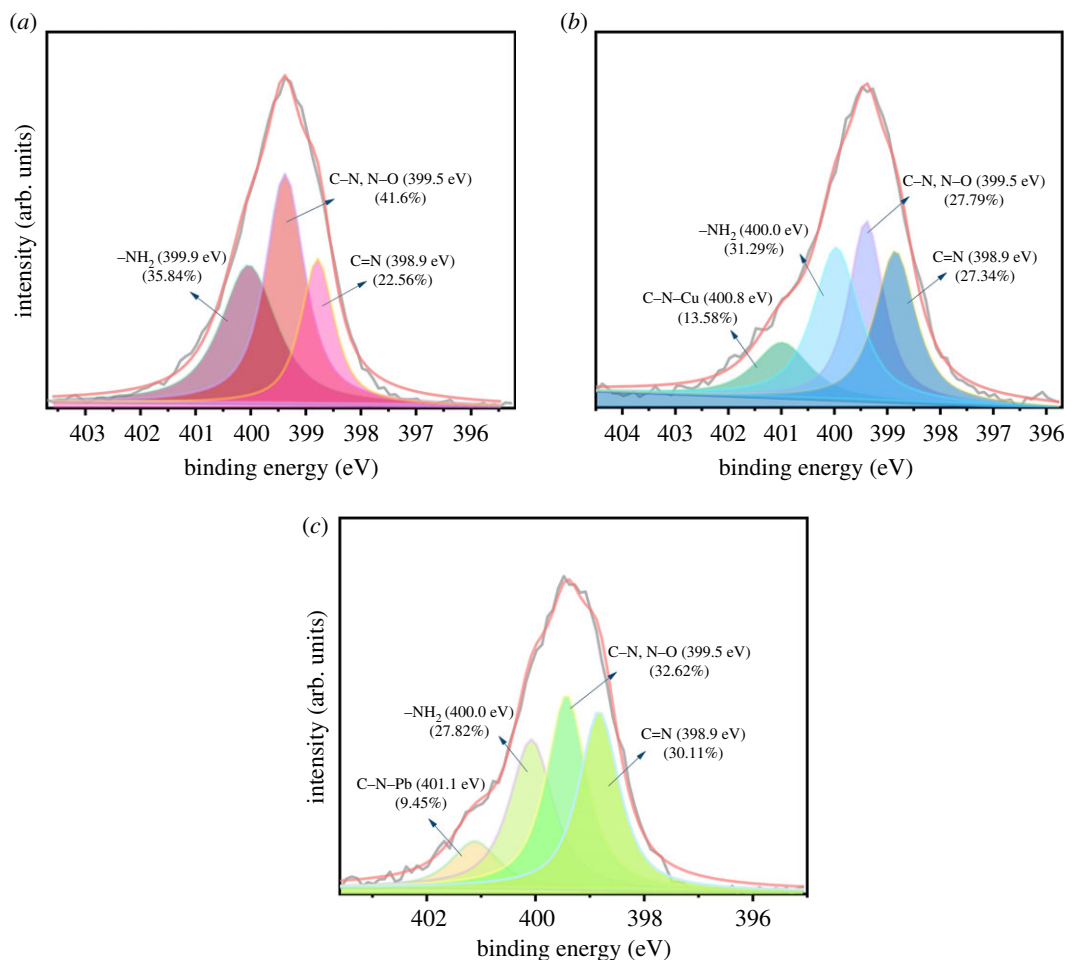 (a)
intensity (arb. units)
C–N, N–O (399.5 eV)
(41.6%)
–NH2 (399.9 eV)
(35.84%)
C=N (398.9 eV)
(22.56%)
403 402 401 400 399 398 397 396
binding energy (eV)
(b)
C–N, N–O (399.5 eV)
(27.79%)
–NH2 (400.0 eV)
(31.29%)
C=N (398.9 eV)
(27.34%)
C–N–Cu (400.8 eV)
(13.58%)
404 403 402 401 400 399 398 397 396
binding energy (eV)
(c)
intensity (arb. units)
C–N, N–O (399.5 eV)
(32.62%)
–NH2 (400.0 eV)
(27.82%)
C=N (398.9 eV)
(30.11%)
C–N–Pb (401.1 eV)
(9.45%)
402 400 398 396
binding energy (eV)